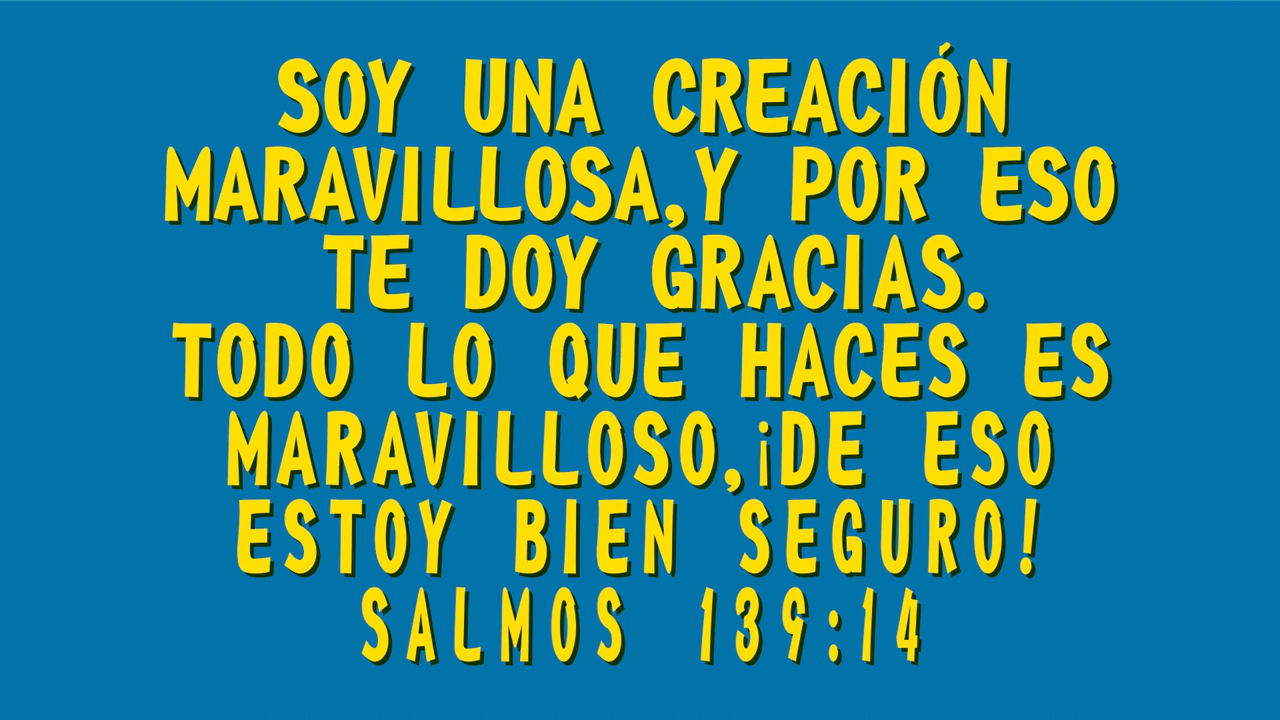 SOY UNA CREACIÓN
MARAVILLOSA,Y POR ESO
TE DOY GRACIAS.
TODO LO QUE HACES ES
MARAVILLOSO,¡DE ESO
ESTOY BIEN SEGURO!
SALMOS 139:14